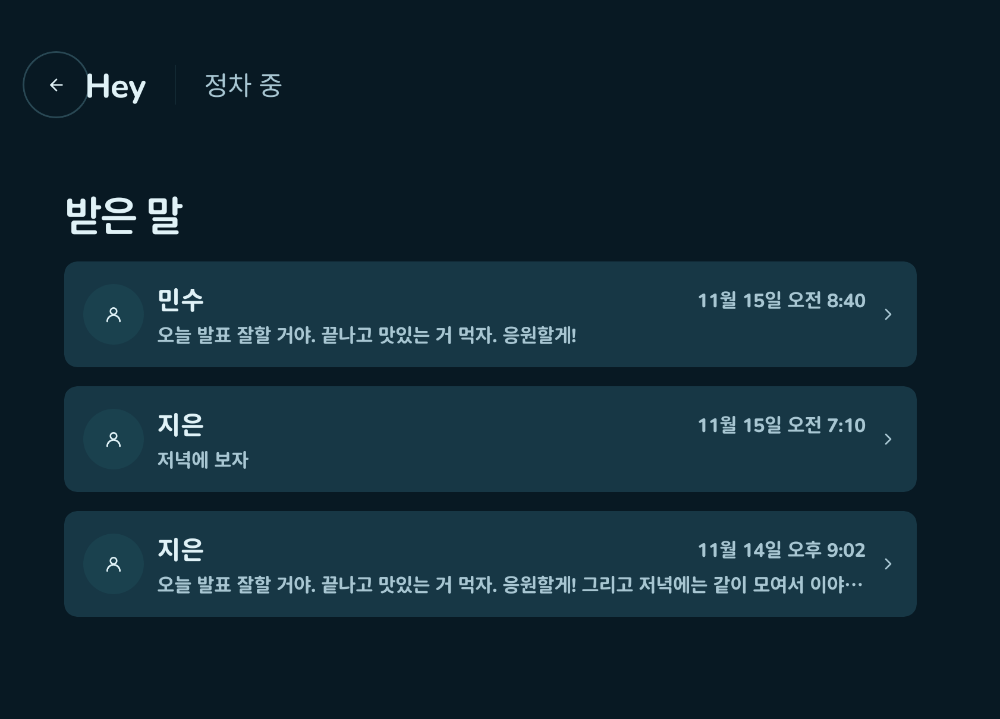 Hey 정차 중
받은 말
민수 11월 15일 오전 8:40
오늘 발표 잘할 거야. 끝나고 맛있는 거 먹자. 응원할게!
지은 11월 15일 오전 7:10
저녁에 보자
지은 11월 14일 오후 9:02
오늘 발표 잘할 거야. 끝나고 맛있는 거 먹자. 응원할게! 그리고 저녁에는 같이 모여서 이야…